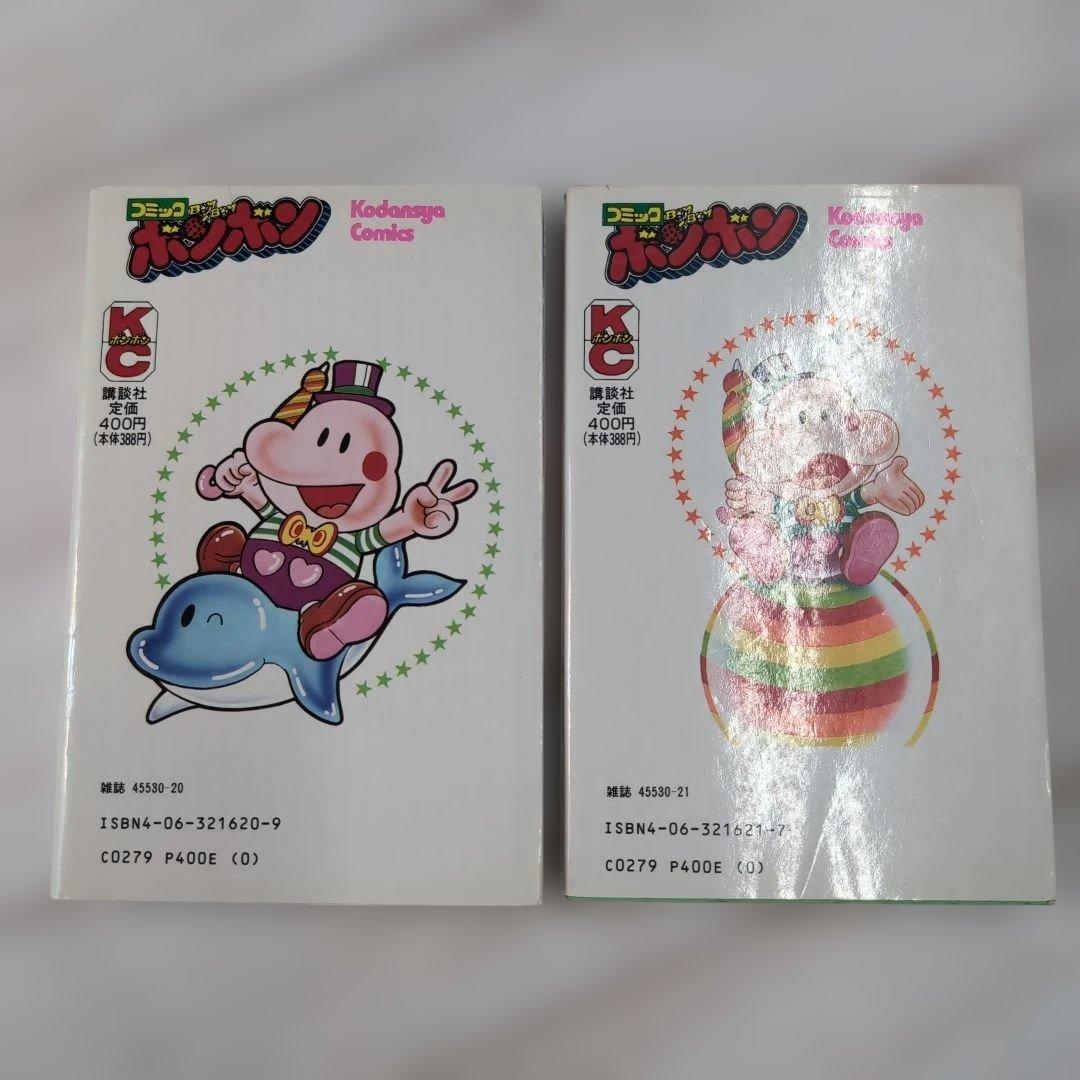 コミック BOM BOM
ボンボン
Kodansya
Comics
K
ボンボン
C
講談社
定価
400円
(本体388円)
雑誌 45530-20
ISBN4-06-321620-9
C0279 P400E (0)
コミック BOM BOM
ボンボン
Kodansya
Comics
K
ボンボン
C
講談社
定価
400円
(本体388円)
雑誌 45530-21
ISBN4-06-321621-7
C0279 P400E (0)